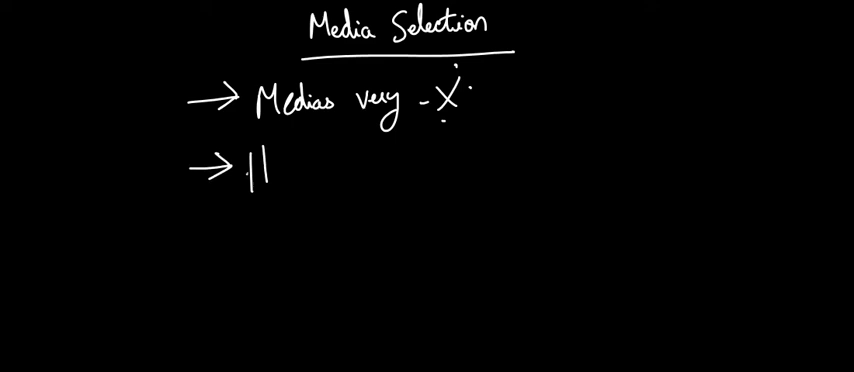 Media Selection
→ Medias very - X
→ ||